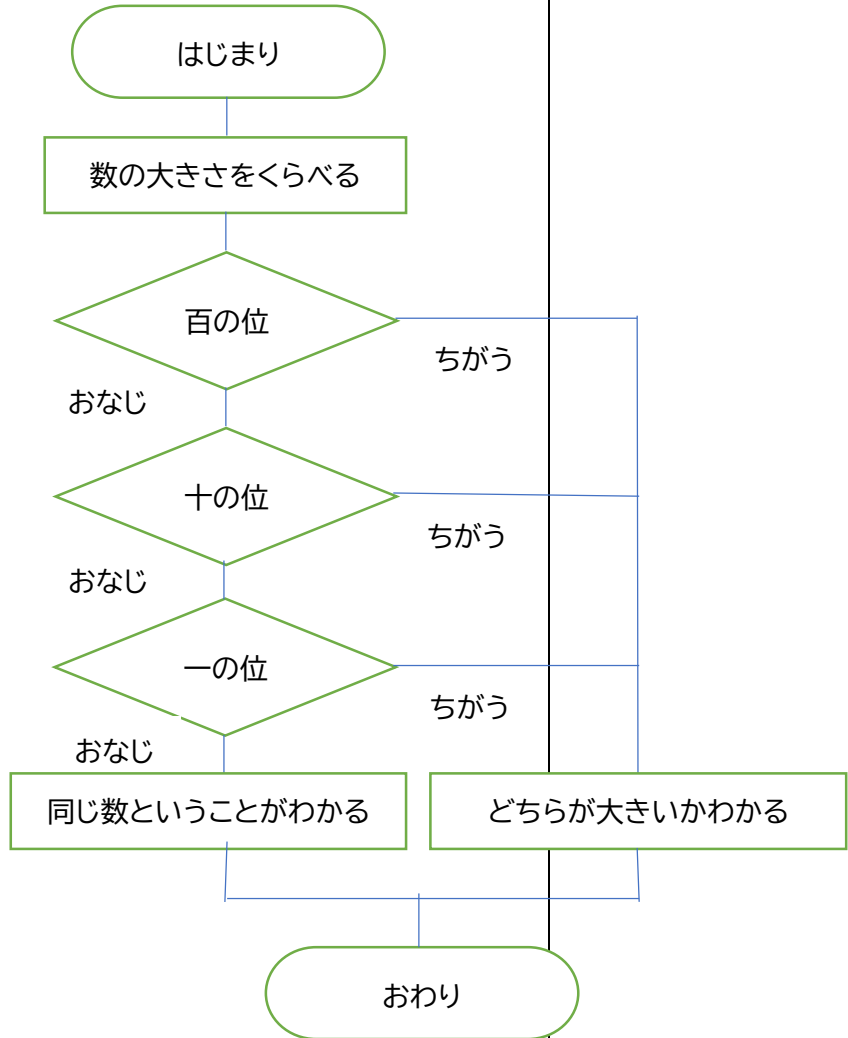 はじまり
数の大きさをくらべる
百の位
ちがう
おなじ
十の位
ちがう
おなじ
一の位
ちがう
おなじ
同じ数ということがわかる
どちらが大きいかわかる
おわり